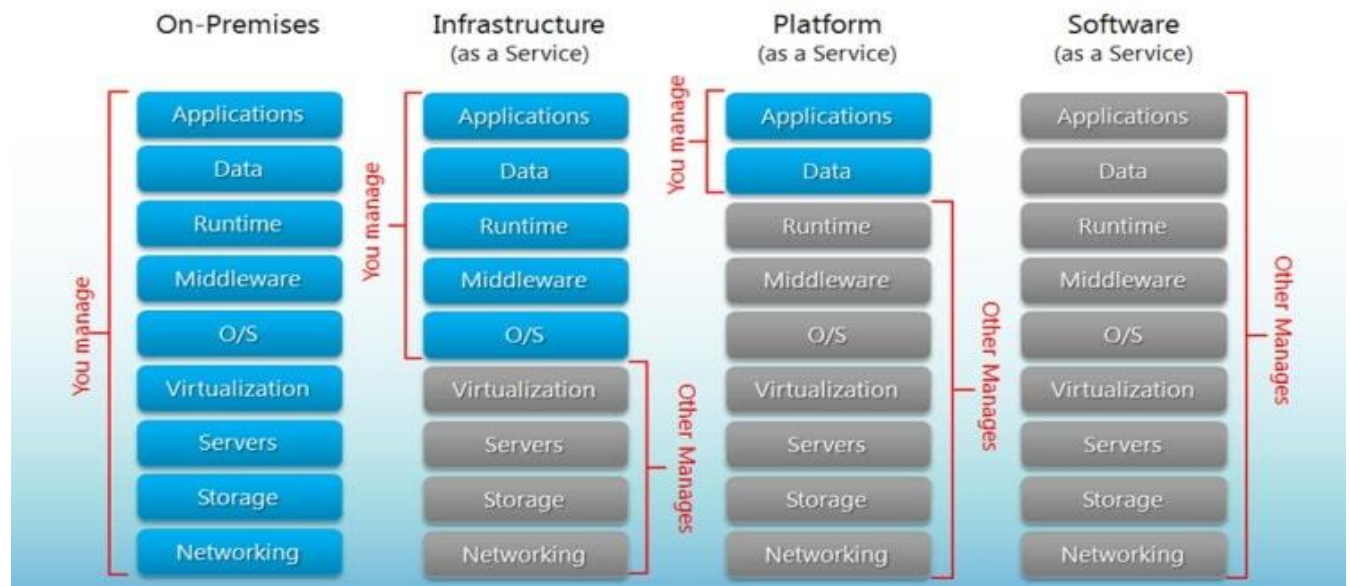 On-Premises
You manage
Applications
Data
Runtime
Middleware
O/S
Virtualization
Servers
Storage
Networking
Infrastructure
(as a Service)
You manage
Applications
Data
Runtime
Middleware
O/S
Virtualization
Servers
Storage
Networking
Other Manages
Platform
(as a Service)
You manage
Applications
Data
Runtime
Middleware
O/S
Virtualization
Servers
Storage
Networking
Other Manages
Software
(as a Service)
Applications
Data
Runtime
Middleware
O/S
Virtualization
Servers
Storage
Networking
Other Manages